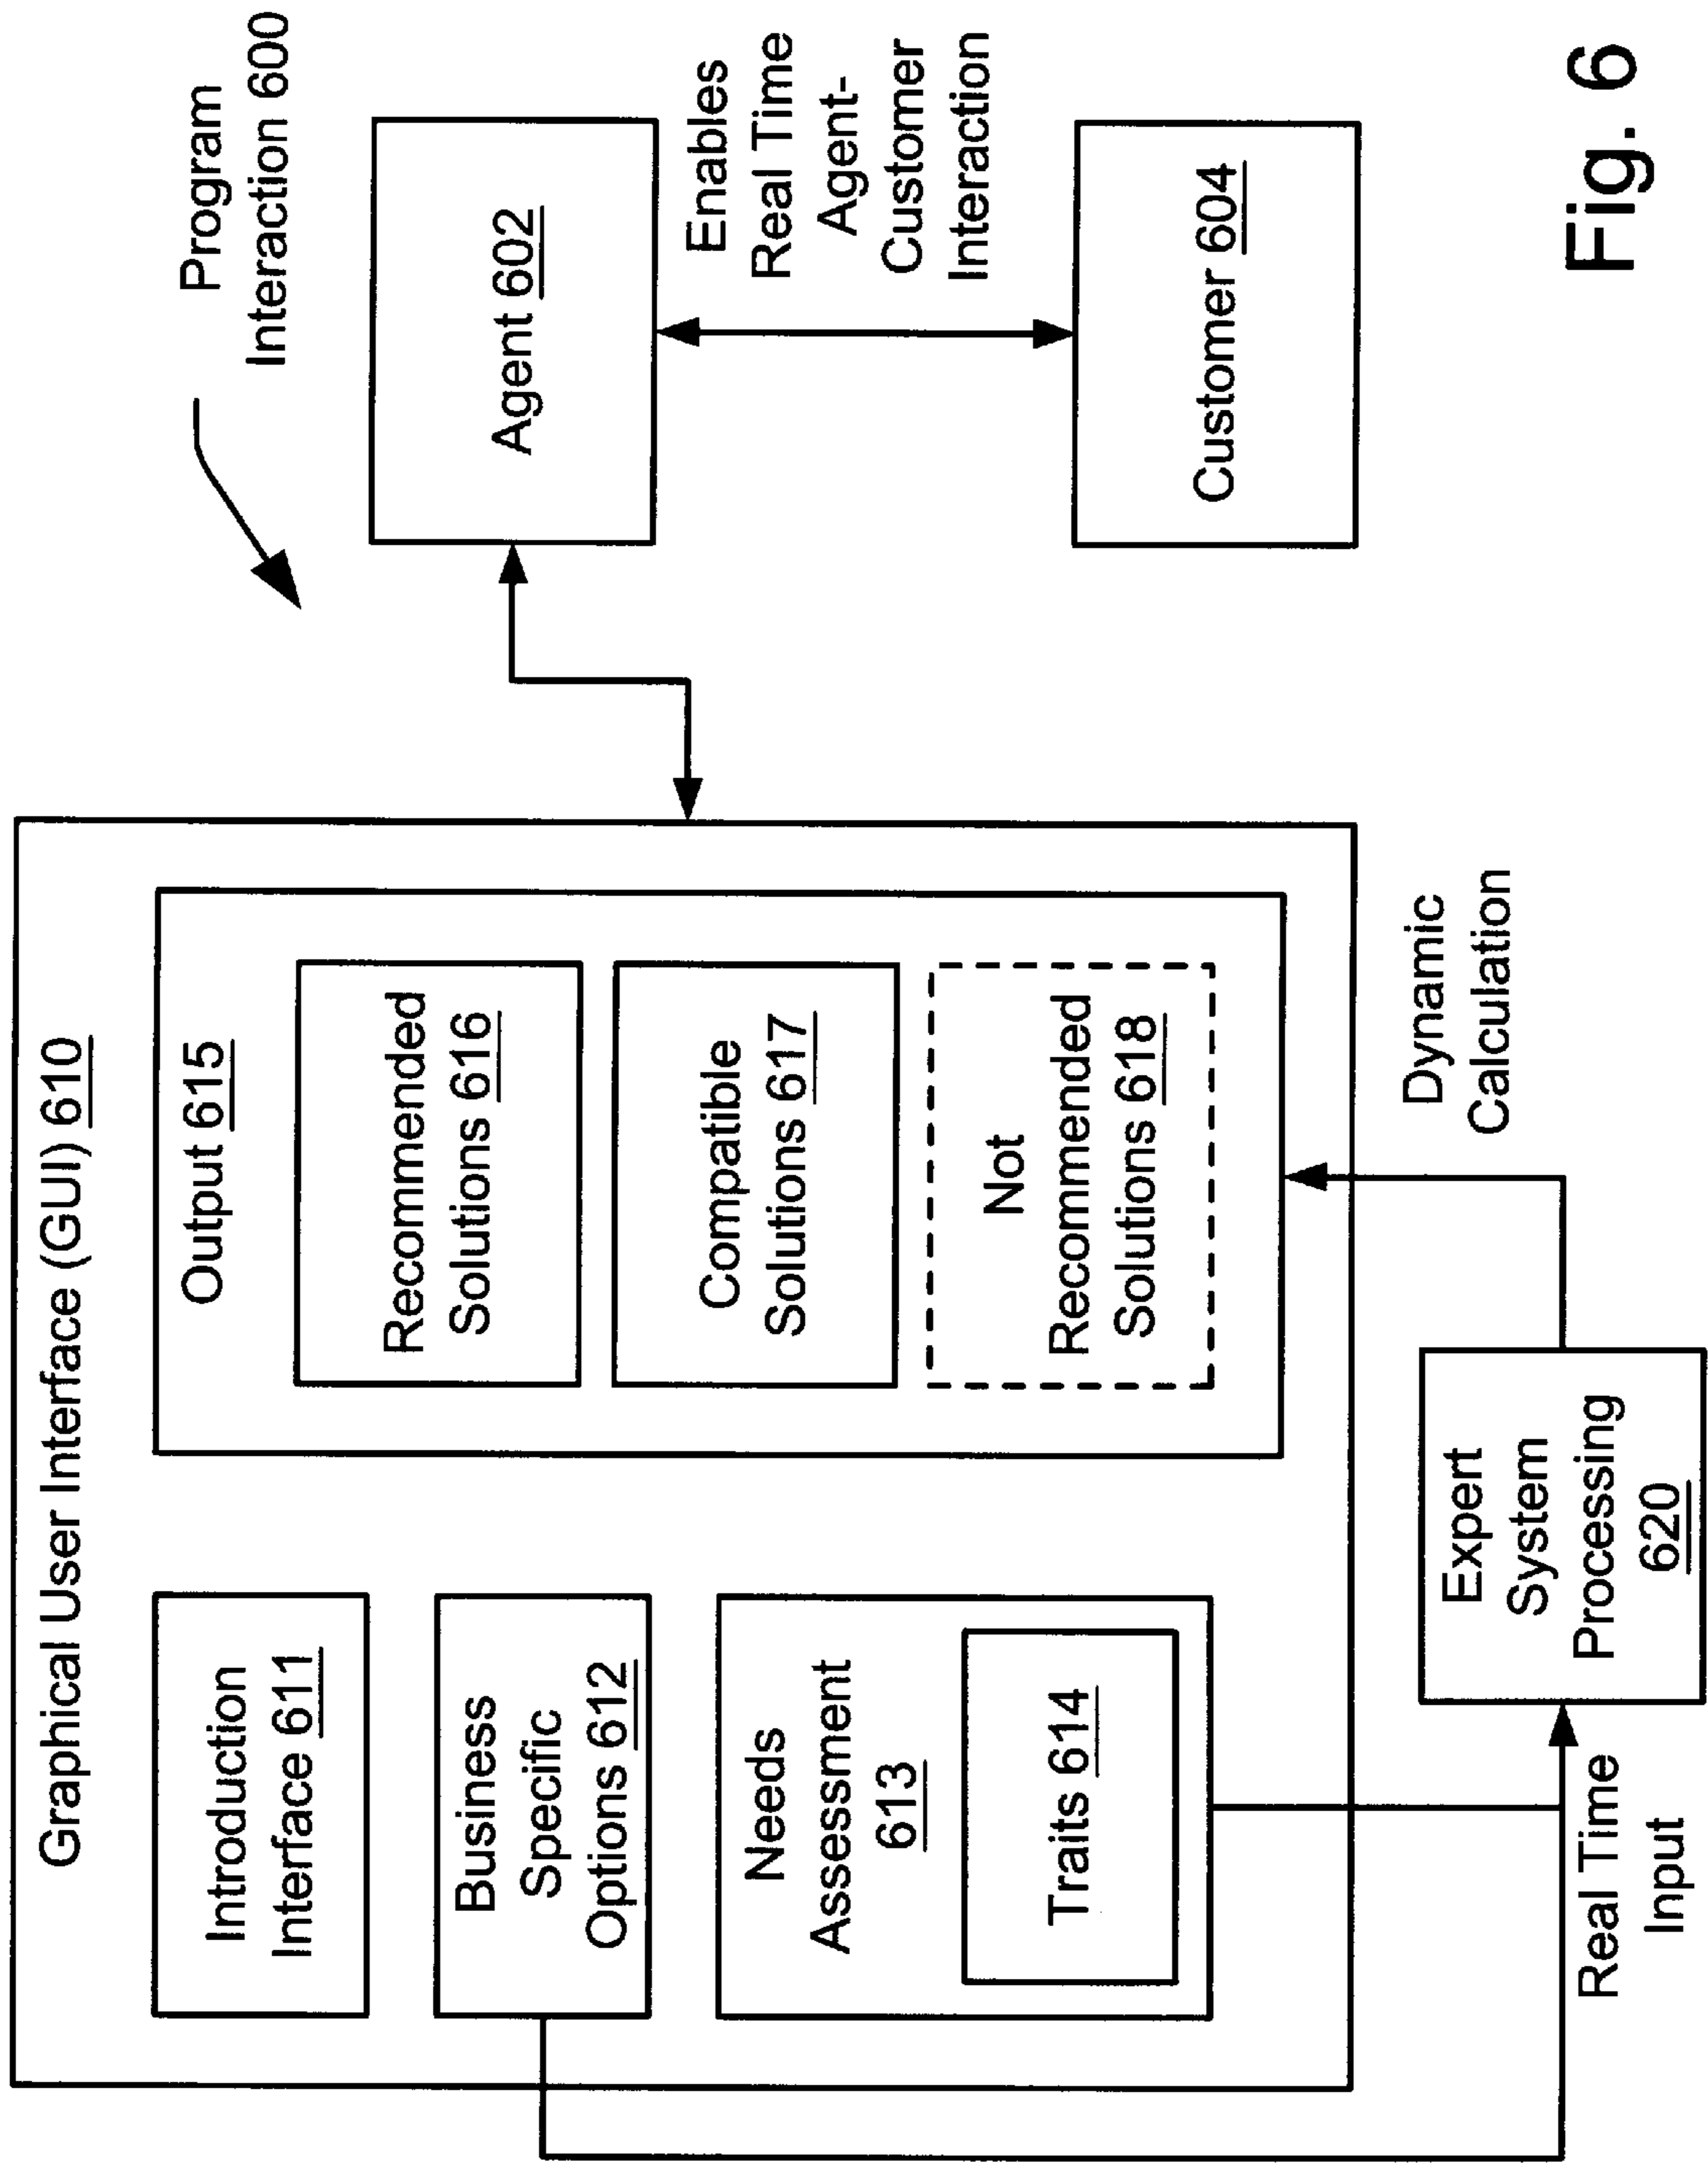 Program
Interaction 600
Graphical User Interface (GUI) 610
Introduction
Interface 611
Business
Specific
Options 612
Needs
Assessment
613
Traits 614
Output 615
Recommended
Solutions 616
Compatible
Solutions 617
Not
Recommended
Solutions 618
Agent 602
Enables
Real Time
Agent-
Customer
Interaction
Customer 604
Real Time
Input
Expert
System
Processing
620
Dynamic
Calculation
Fig. 6